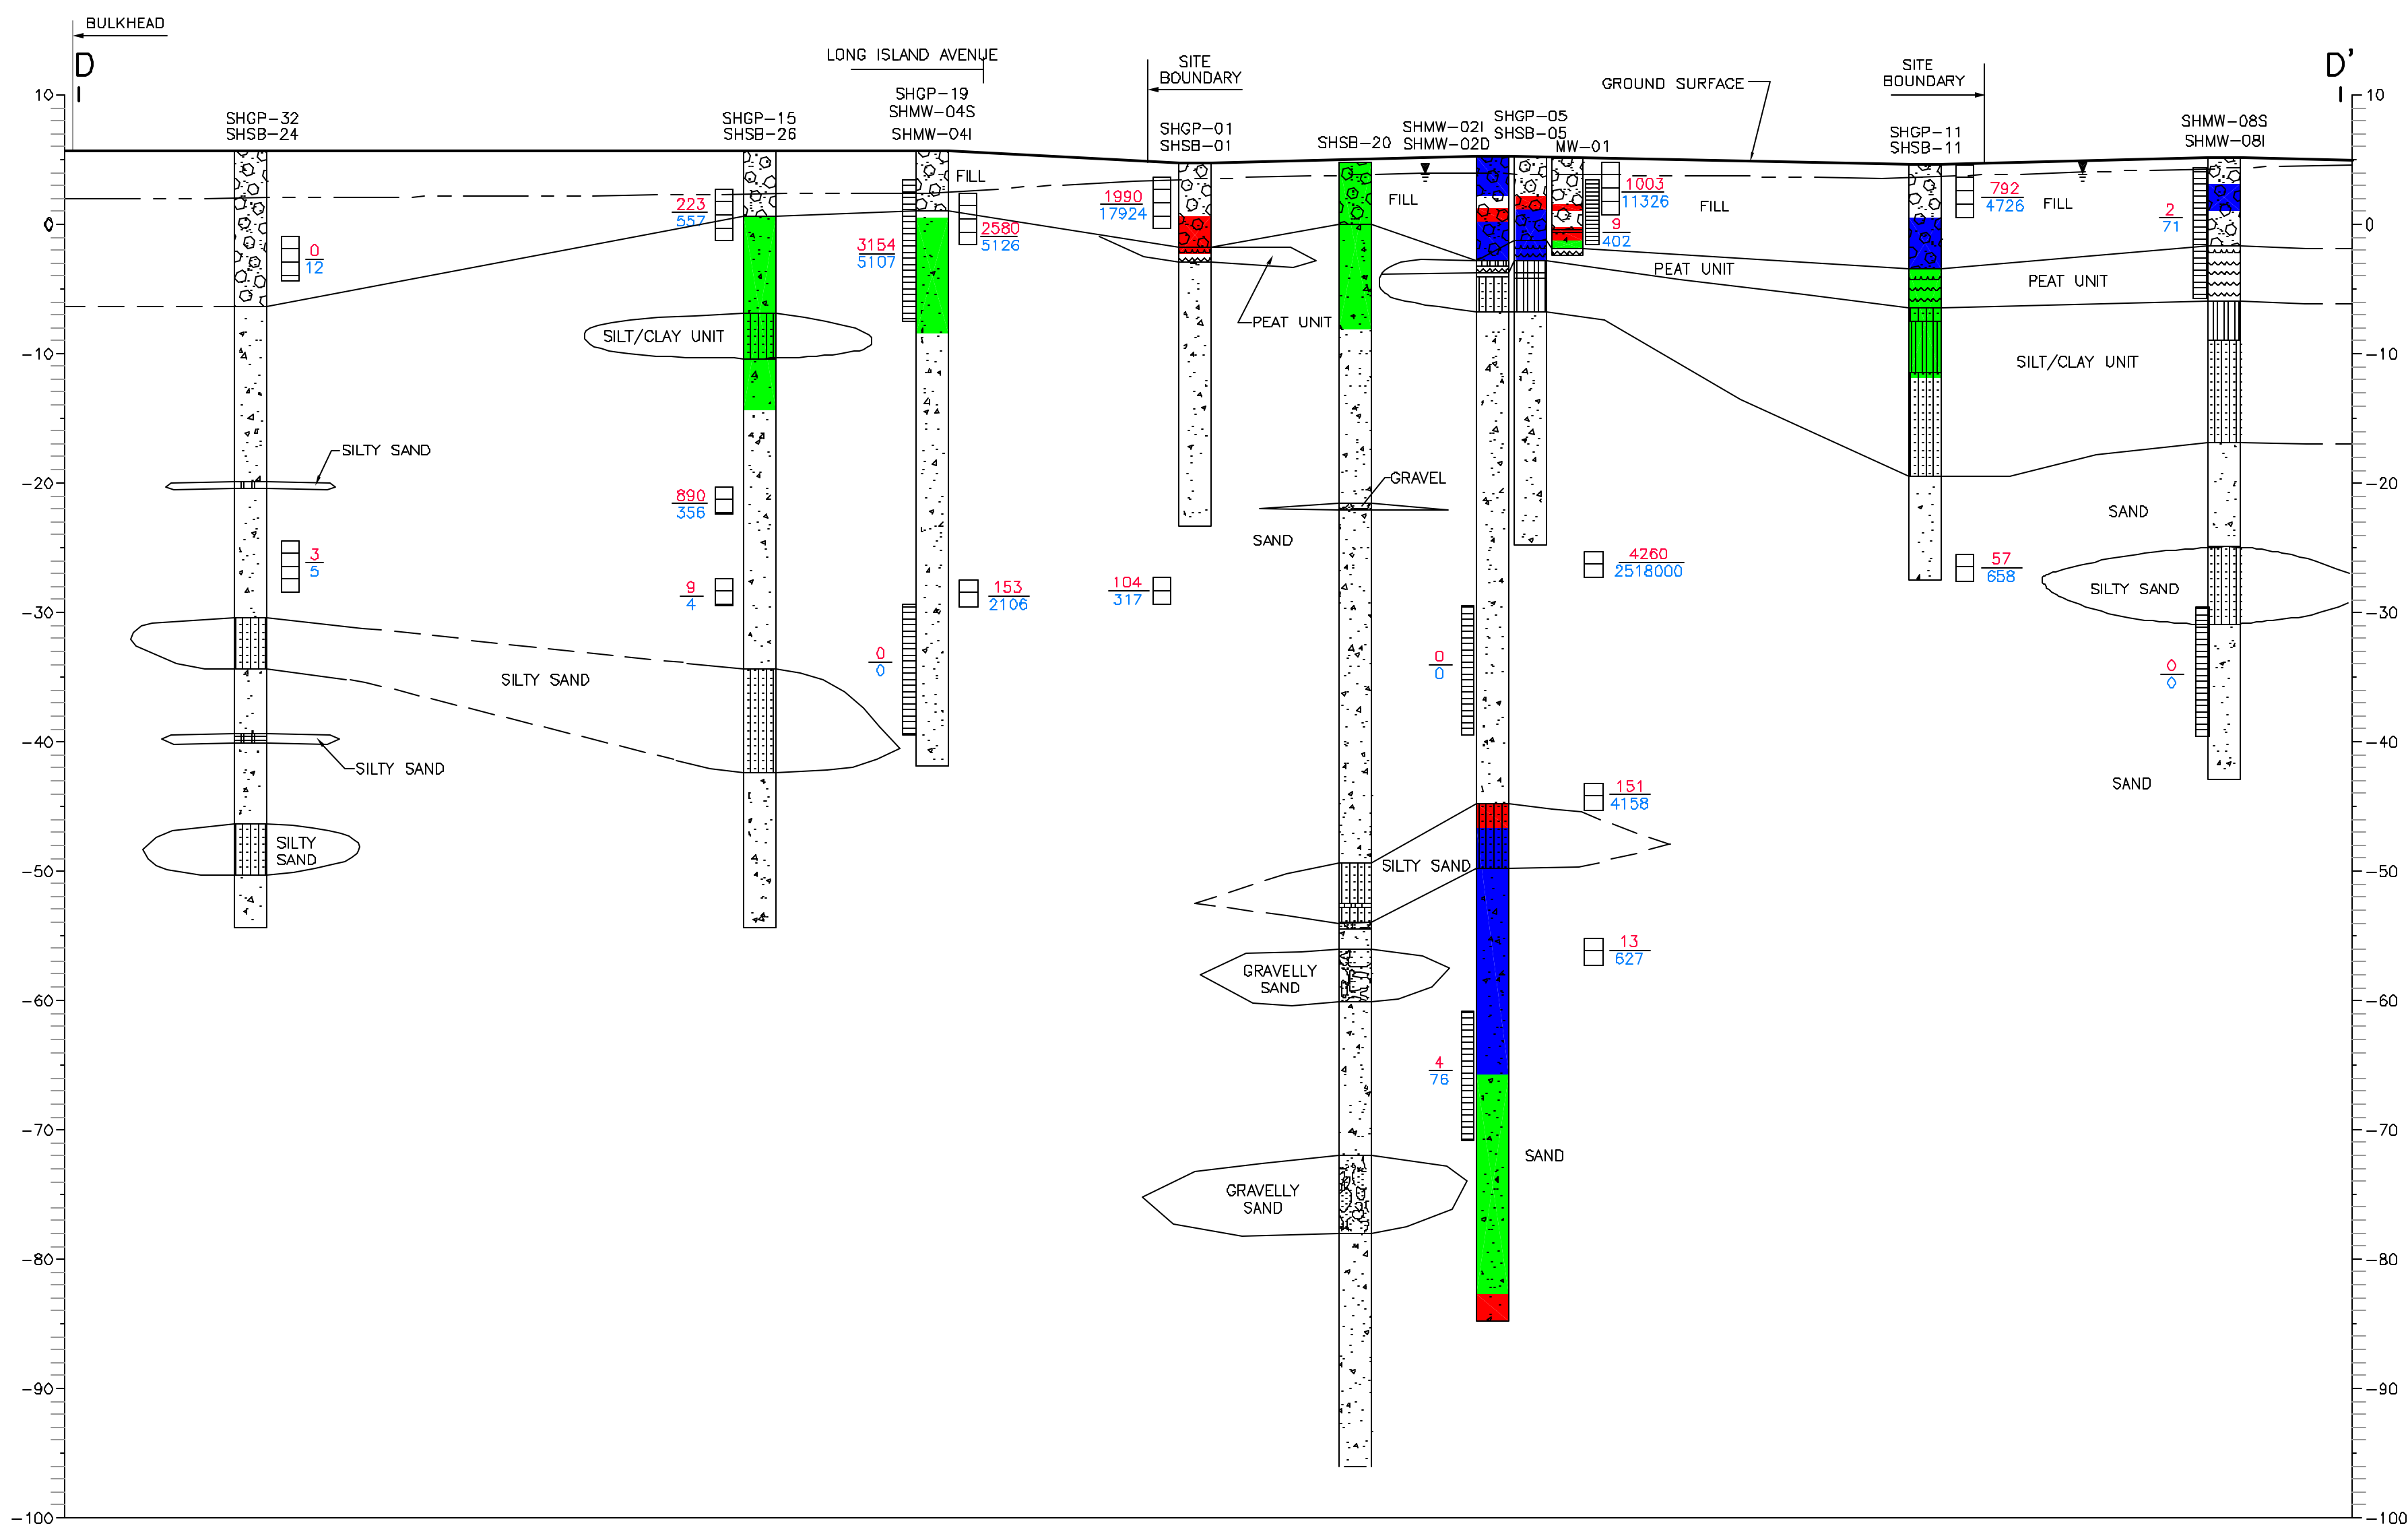 BULKHEAD
D
D'
LONG ISLAND AVENUE
SITE
BOUNDARY
GROUND SURFACE
SITE
BOUNDARY
SHGP-32
SHSB-24
SHGP-15
SHSB-26
SHGP-19
SHMW-04S
SHMW-04I
SHGP-01
SHSB-01
SHSB-20
SHMW-02I
SHMW-02D
SHGP-05
SHSB-05
MW-01
SHGP-11
SHSB-11
SHMW-08S
SHMW-08I
10
0
-10
-20
-30
-40
-50
-60
-70
-80
-90
-100
10
0
-10
-20
-30
-40
-50
-60
-70
-80
-90
-100
FILL
FILL
FILL
FILL
223
557
0
12
3154
5107
2580
5126
1990
17924
1003
11326
9
402
792
4726
2
71
PEAT UNIT
PEAT UNIT
PEAT UNIT
SILT/CLAY UNIT
SILT/CLAY UNIT
SILTY SAND
GRAVEL
890
356
SAND
SAND
3
5
9
4
153
2106
104
317
4260
2518000
57
658
SILTY SAND
0
0
0
0
0
0
SILTY SAND
SILTY SAND
SAND
151
4158
SILTY
SAND
SILTY SAND
13
627
GRAVELLY
SAND
4
76
SAND
GRAVELLY
SAND